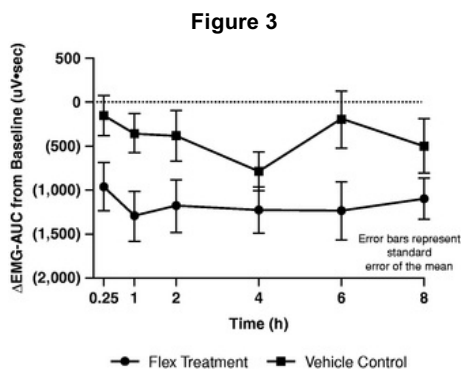 Figure 3
ΔEMG-AUC from Baseline (uV•sec)
500
0
(500)
(1,000)
(1,500)
(2,000)
0.25 1 2 4 6 8
Time (h)
Error bars represent
standard
error of the mean
Flex Treatment Vehicle Control